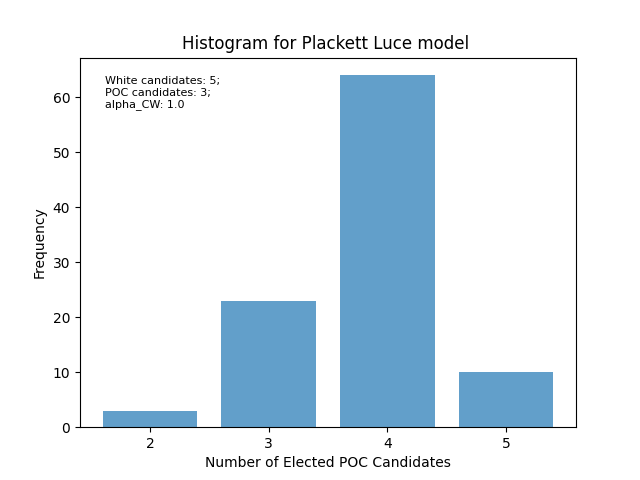 Histogram for Plackett Luce model
White candidates: 5;
POC candidates: 3;
alpha_CW: 1.0
60
50
40
30
20
10
0
Frequency
2 3 4 5
Number of Elected POC Candidates